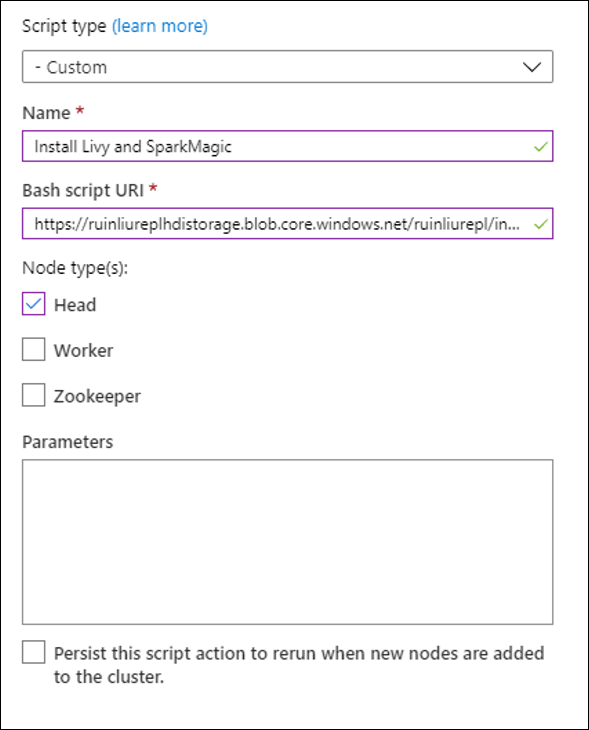 Script type (learn more)
- Custom
Name *
Install Livy and SparkMagic
Bash script URI *
https://ruinliureplhdistorage.blob.core.windows.net/ruinliurepl/in...
Node type(s):
Head
Worker
Zookeeper
Parameters
Persist this script action to rerun when new nodes are added
to the cluster.